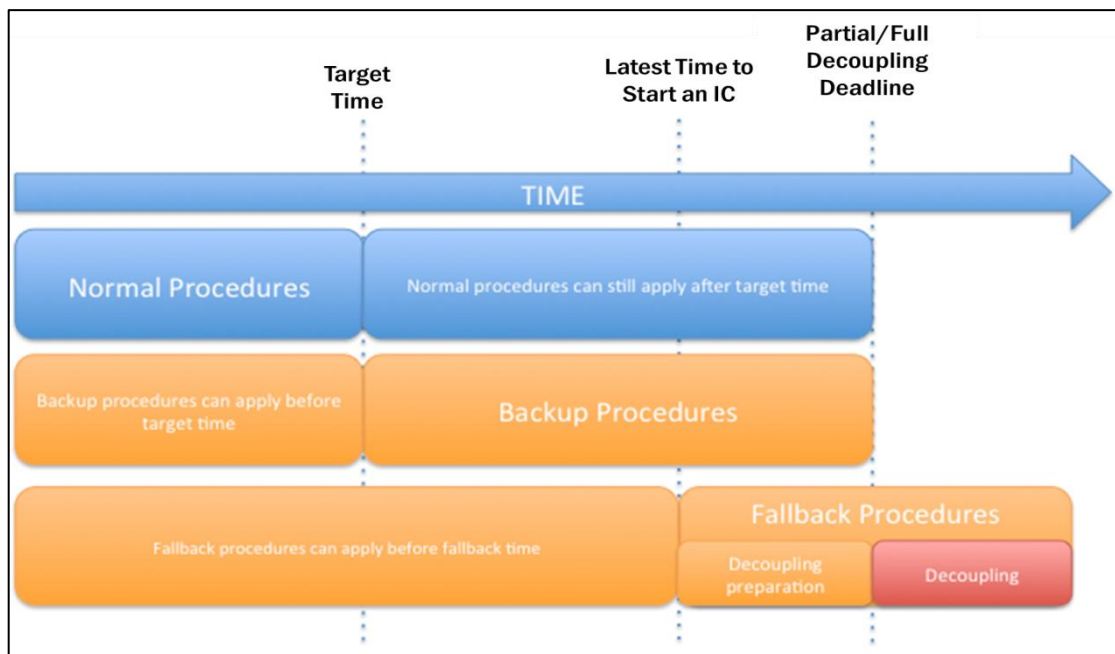 Target
Time
Latest Time to
Start an IC
Partial/Full
Decoupling
Deadline
TIME
Normal Procedures
Normal procedures can still apply after target time
Backup procedures can apply before
target time
Backup Procedures
Fallback procedures can apply before fallback time
Fallback Procedures
Decoupling
preparation
Decoupling